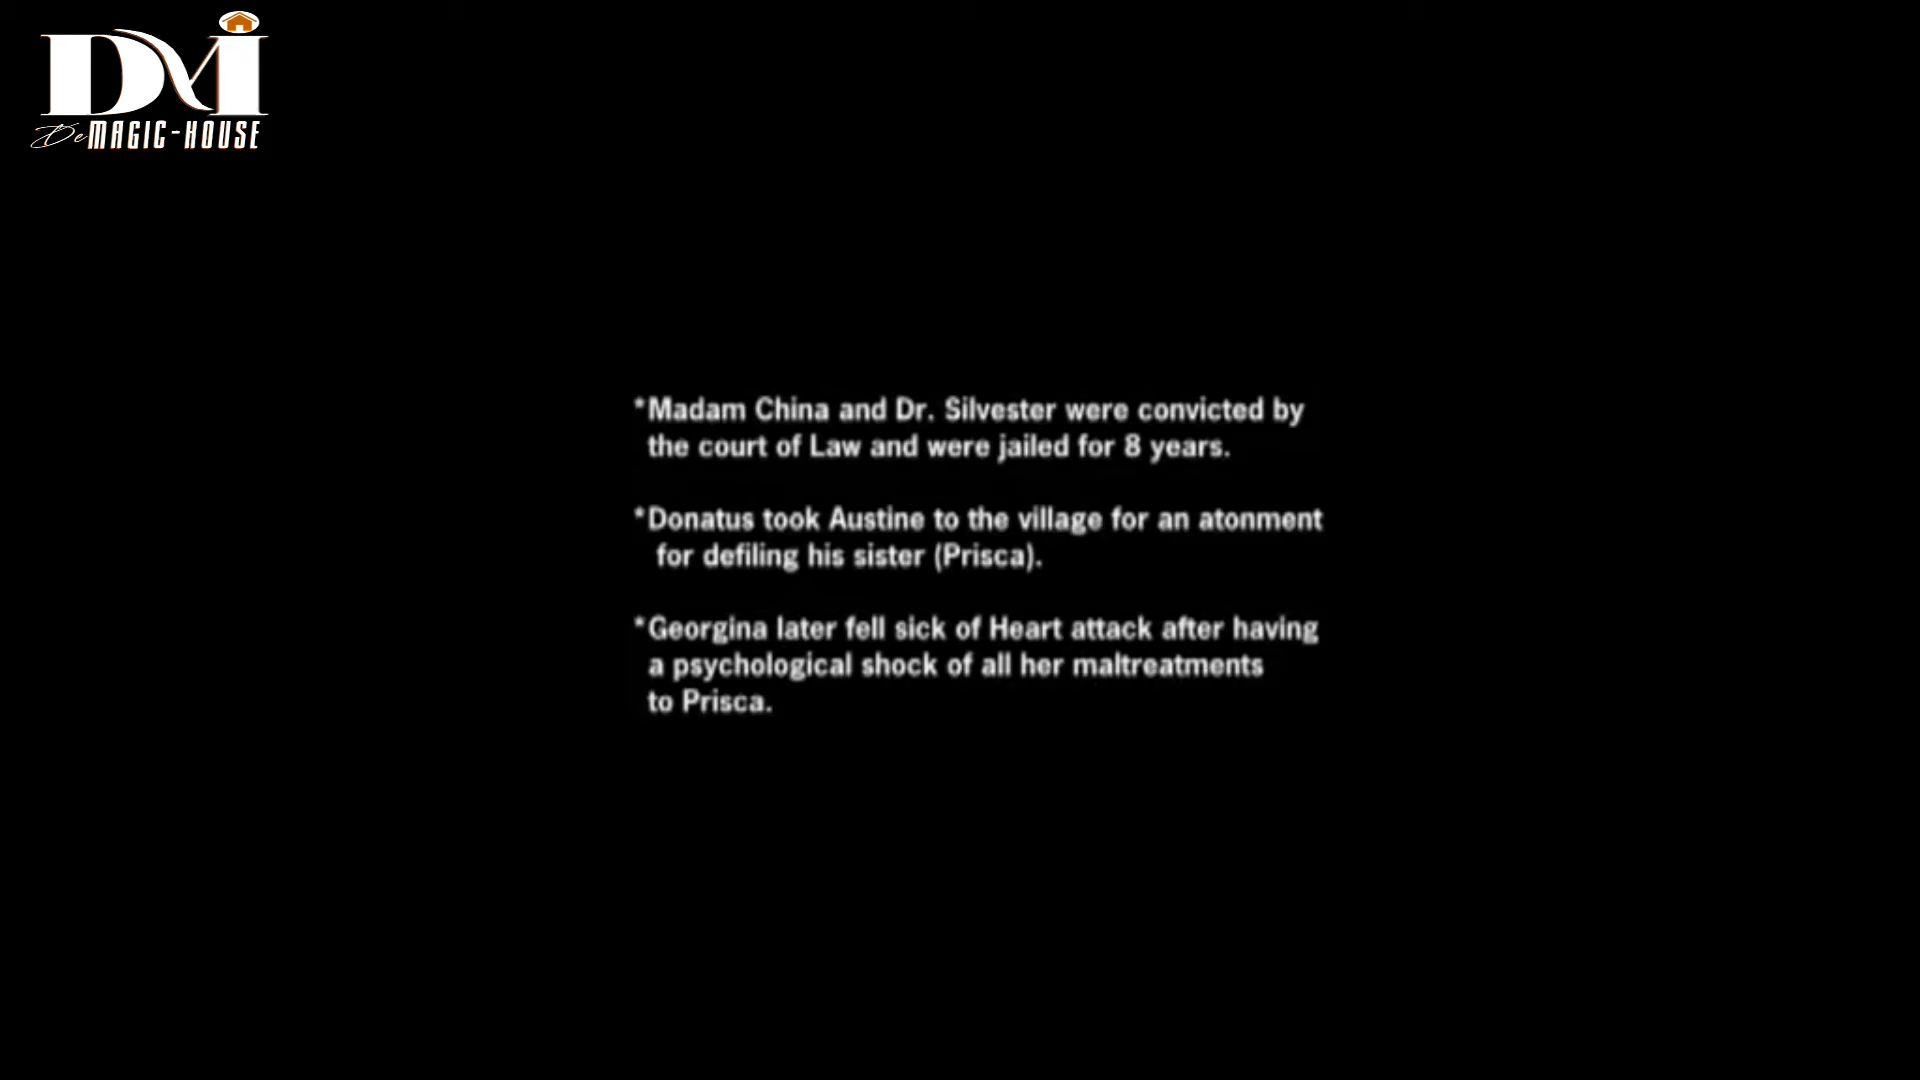 DMI
De MAGIC-HOUSE
*Madam China and Dr. Silvester were convicted by
the court of Law and were jailed for 8 years.
*Donatus took Austine to the village for an atonment
for defiling his sister (Prisca).
*Georgina later fell sick of Heart attack after having
a psychological shock of all her maltreatments
to Prisca.